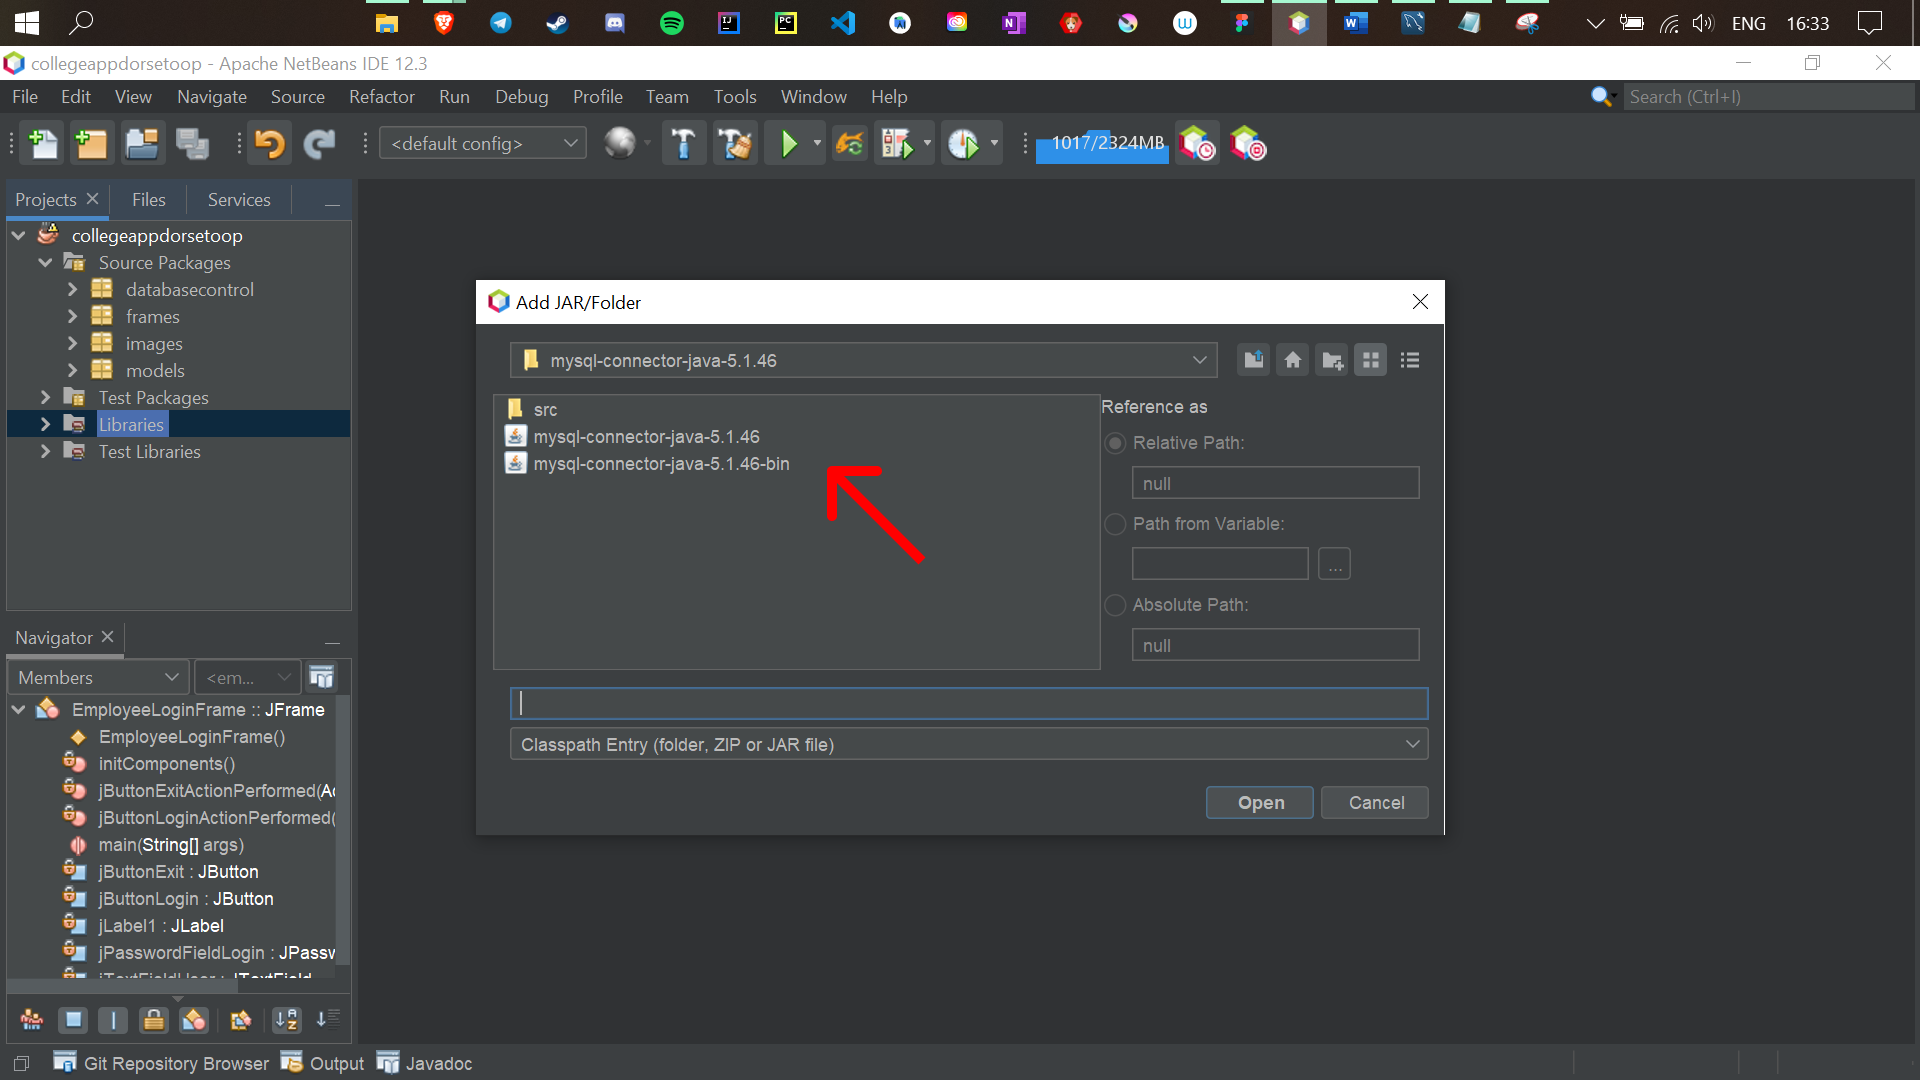 ENG
16:33
collegeappdorsetoop - Apache NetBeans IDE 12.3
File Edit View Navigate Source Refactor Run Debug Profile Team Tools Window Help
Search (Ctrl+I)
<default config>
1017/2324MB
Projects Files Services
collegeappdorsetoop
Source Packages
databasecontrol
frames
images
models
Test Packages
Libraries
Test Libraries
Add JAR/Folder
mysql-connector-java-5.1.46
src
mysql-connector-java-5.1.46
mysql-connector-java-5.1.46-bin
Reference as
Relative Path:
null
Path from Variable:
...
Absolute Path:
null
Classpath Entry (folder, ZIP or JAR file)
Open Cancel
Navigator
Members <em...
EmployeeLoginFrame :: JFrame
EmployeeLoginFrame()
initComponents()
jButtonExitActionPerformed(Ac
jButtonLoginActionPerformed(
main(String[] args)
jButtonExit : JButton
jButtonLogin : JButton
jLabel1 : JLabel
jPasswordFieldLogin : JPassw
Git Repository Browser Output Javadoc